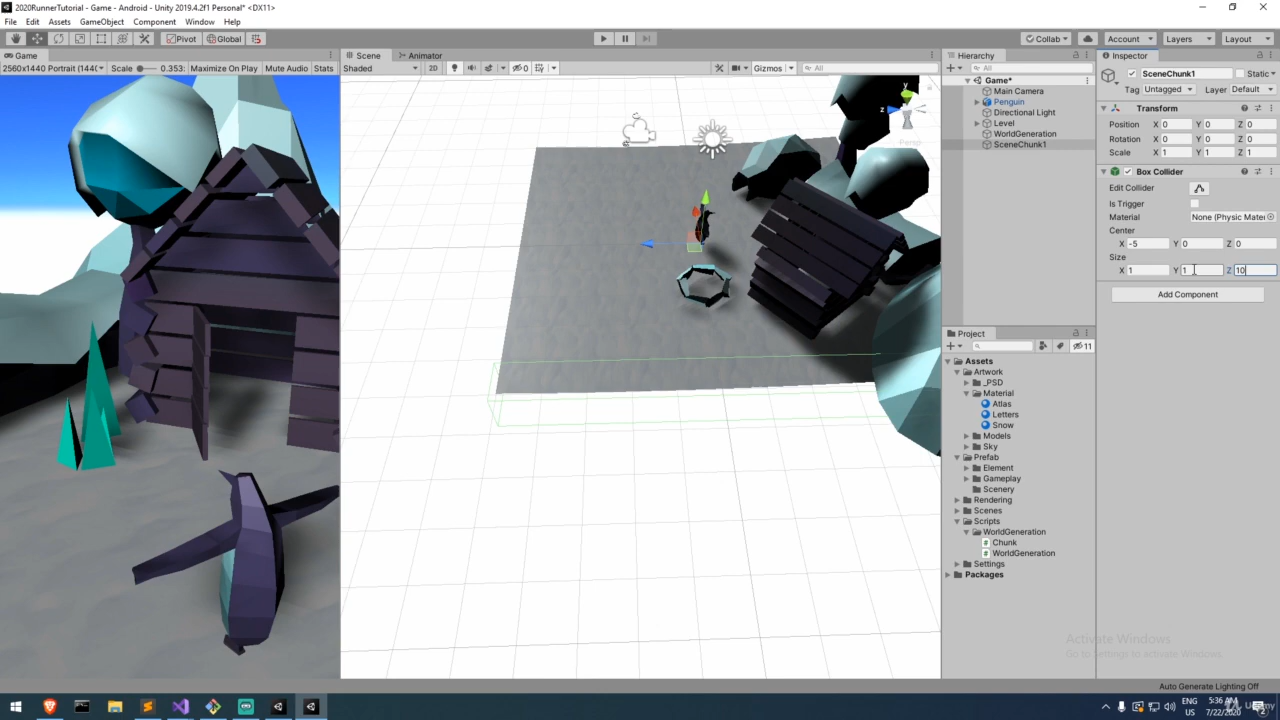 2020RunnerTutorial - Game - Android - Unity 2019.4.2f1 Personal* <DX11>
File Edit Assets GameObject Component Window Help
Pivot Global Collab Account Layers Layout
Game Scene Animator Hierarchy Inspector
2560x1440 Portrait (144( Scale 0.353: Maximize On Play Mute Audio Stats Shaded 2D 0 Gizmos All All
Game*
Main Camera
Penguin
Directional Light
Level
WorldGeneration
SceneChunk1
y
z
Persp
SceneChunk1 Static
Tag Untagged Layer Default
Transform
Position X 0 Y 0 Z 0
Rotation X 0 Y 0 Z 0
Scale X 1 Y 1 Z 1
Box Collider
Edit Collider
Is Trigger
Material None (Physic Mater
Center
X -5 Y 0 Z 0
Size
X 1 Y 1 Z 10
Add Component
Project
11
Assets
Artwork
_PSD
Material
Atlas
Letters
Snow
Models
Sky
Prefab
Element
Gameplay
Scenery
Rendering
Scenes
Scripts
WorldGeneration
Chunk
WorldGeneration
Settings
Packages
Activate Windows
Go to Settings to activate Windows.
Auto Generate Lighting Off
ENG
US
5:36 AM
7/22/2020
2
Udemy